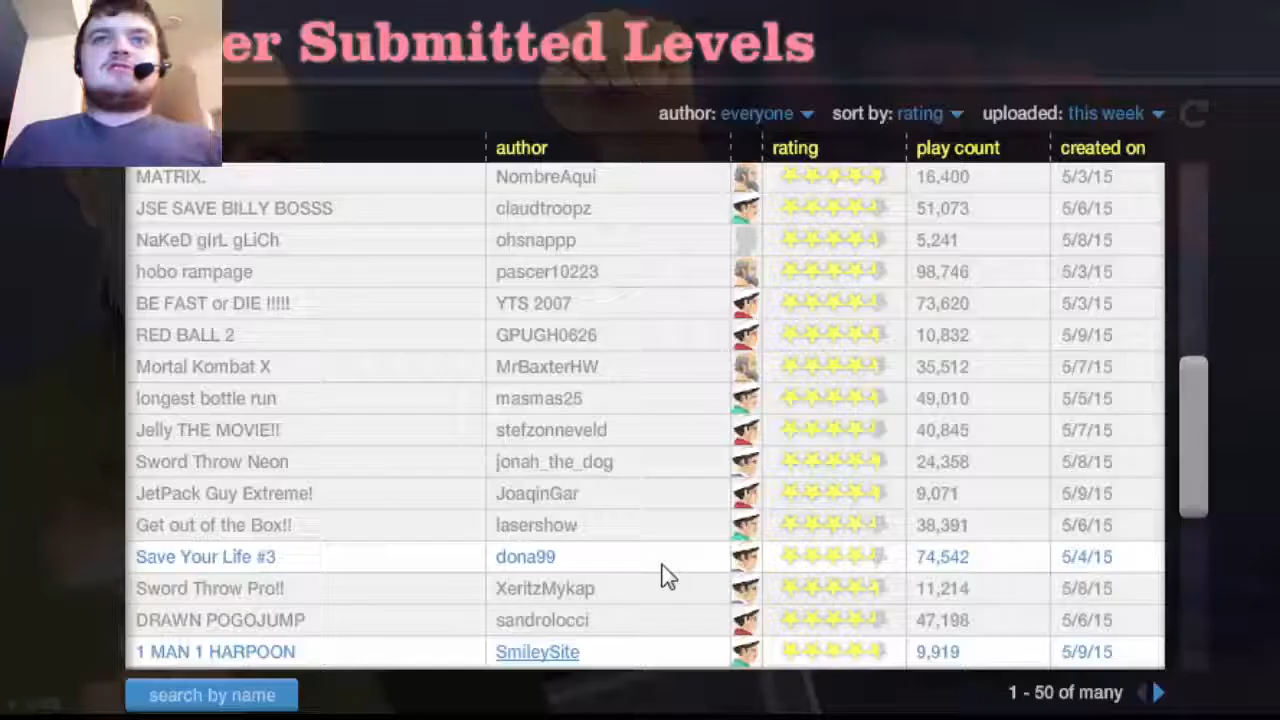 er Submitted Levels
author: everyone sort by: rating uploaded: this week
author rating play count created on
MATRIX. NombreAqui 16,400 5/3/15
JSE SAVE BILLY BOSSS claudtroopz 51,073 5/6/15
NaKeD gIrL gLiCh ohsnappp 5,241 5/8/15
hobo rampage pascer10223 98,746 5/3/15
BE FAST or DIE !!!!! YTS 2007 73,620 5/3/15
RED BALL 2 GPUGH0626 10,832 5/9/15
Mortal Kombat X MrBaxterHW 35,512 5/7/15
longest bottle run masmas25 49,010 5/5/15
Jelly THE MOVIE!! stefzonneveld 40,845 5/7/15
Sword Throw Neon jonah_the_dog 24,358 5/8/15
JetPack Guy Extreme! JoaqinGar 9,071 5/9/15
Get out of the Box!! lasershow 38,391 5/6/15
Save Your Life #3 dona99 74,542 5/4/15
Sword Throw Pro!! XeritzMykap 11,214 5/8/15
DRAWN POGOJUMP sandrolocci 47,198 5/6/15
1 MAN 1 HARPOON SmileySite 9,919 5/9/15
search by name 1 - 50 of many